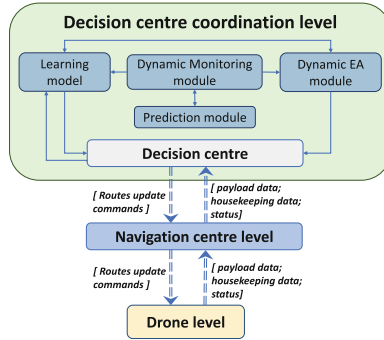 Decision centre coordination level
Learning
model
Dynamic Monitoring
module
Dynamic EA
module
Prediction module
Decision centre
[ Routes update
commands ]
[ payload data;
housekeeping data;
status]
Navigation centre level
[ Routes update
commands ]
[ payload data;
housekeeping data;
status]
Drone level